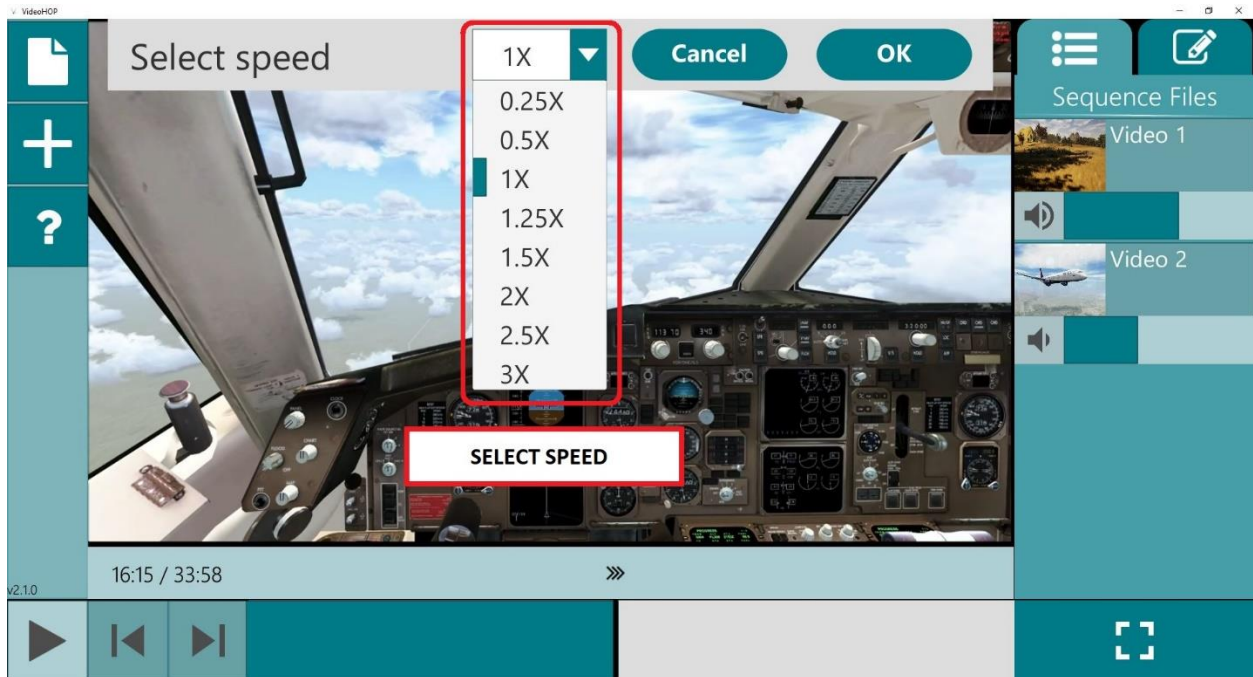 VideoHOP
Select speed
1X
Cancel
OK
0.25X
0.5X
1X
1.25X
1.5X
2X
2.5X
3X
SELECT SPEED
Sequence Files
Video 1
Video 2
?
16:15 / 33:58
v2.1.0